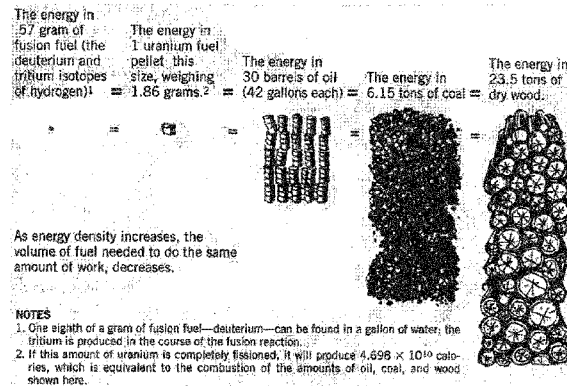 The energy in
.57 gram of
fusion fuel (the
deuterium and
tritium isotopes
of hydrogen)¹ =
The energy in
1 uranium fuel
pellet this
size, weighing
1.86 grams.² =
The energy in
30 barrels of oil
(42 gallons each) =
The energy in
6.15 tons of coal =
The energy in
23.5 tons of
dry wood.
= = = =
As energy density increases, the
volume of fuel needed to do the same
amount of work, decreases.
NOTES
1. One eighth of a gram of fusion fuel—deuterium—can be found in a gallon of water; the
tritium is produced in the course of the fusion reaction.
2. If this amount of uranium is completely fissioned, it will produce 4.698 × 10¹⁰ calo-
ries, which is equivalent to the combustion of the amounts of oil, coal, and wood
shown here.